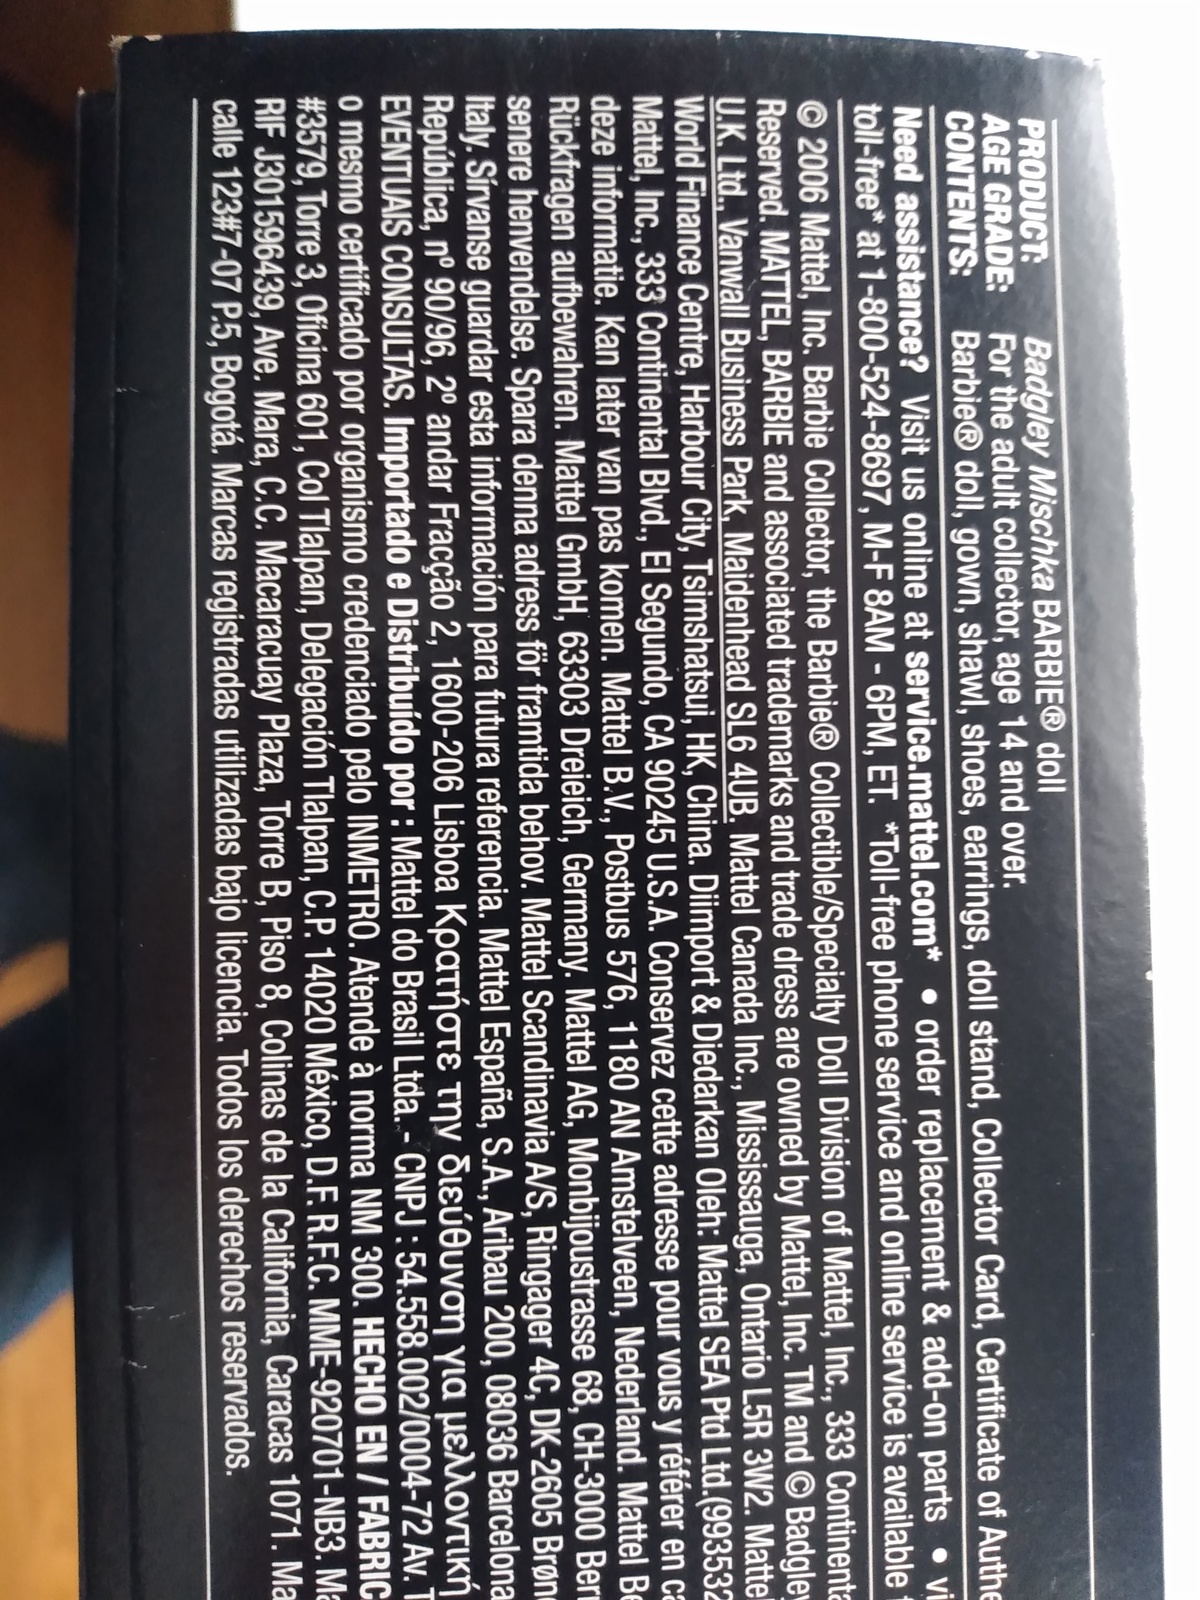 PRODUCT: Badgley Mischka BARBIE® doll
AGE GRADE: For the adult collector, age 14 and over.
CONTENTS: Barbie® doll, gown, shawl, shoes, earrings, doll stand, Collector Card, Certificate of Authe
Need assistance? Visit us online at service.mattel.com* • order replacement & add-on parts • vi
toll-free* at 1-800-524-8697, M-F 8AM - 6PM, ET. *Toll-free phone service and online service is available f
© 2006 Mattel, Inc. Barbie Collector, the Barbie® Collectible/Specialty Doll Division of Mattel, Inc., 333 Continenta
Reserved. MATTEL, BARBIE and associated trademarks and trade dress are owned by Mattel, Inc. TM and © Badgley
U.K. Ltd., Vanwall Business Park, Maidenhead SL6 4UB. Mattel Canada Inc., Mississauga, Ontario L5R 3W2. Mattel
World Finance Centre, Harbour City, Tsimshatsui, HK, China. Diimport & Diedarkan Oleh: Mattel SEA Ptd Ltd.(993532
Mattel, Inc., 333 Continental Blvd., El Segundo, CA 90245 U.S.A. Conservez cette adresse pour vous y référer en ca
deze informatie. Kan later van pas komen. Mattel B.V., Postbus 576, 1180 AN Amstelveen, Nederland. Mattel Be
Rückfragen aufbewahren. Mattel GmbH, 63303 Dreieich, Germany. Mattel AG, Monbijoustrasse 68, CH-3000 Bern
senere henvendelse. Spara denna adress för framtida behov. Mattel Scandinavia A/S, Ringager 4C, DK-2605 Brøn
Italy. Sírvanse guardar esta información para futura referencia. Mattel España, S.A., Aribau 200, 08036 Barcelona
República, nº 90/96, 2º andar Fracção 2, 1600-206 Lisboa Κρατήστε την διεύθυνση για μελλοντική
EVENTUAIS CONSULTAS. Importado e Distribuído por : Mattel do Brasil Ltda. - CNPJ : 54.558.002/0004-72 Av. T
o mesmo certificado por organismo credenciado pelo INMETRO. Atende à norma NM 300. HECHO EN / FABRIC
#3579, Torre 3, Oficina 601, Col Tlalpan, Delegación Tlalpan, C.P. 14020 México, D.F. R.F.C. MME-920701-NB3. Ma
RIF J301596439, Ave. Mara, C.C. Macaracuay Plaza, Torre B, Piso 8, Colinas de la California, Caracas 1071. Ma
calle 123#7-07 P.5, Bogotá. Marcas registradas utilizadas bajo licencia. Todos los derechos reservados.